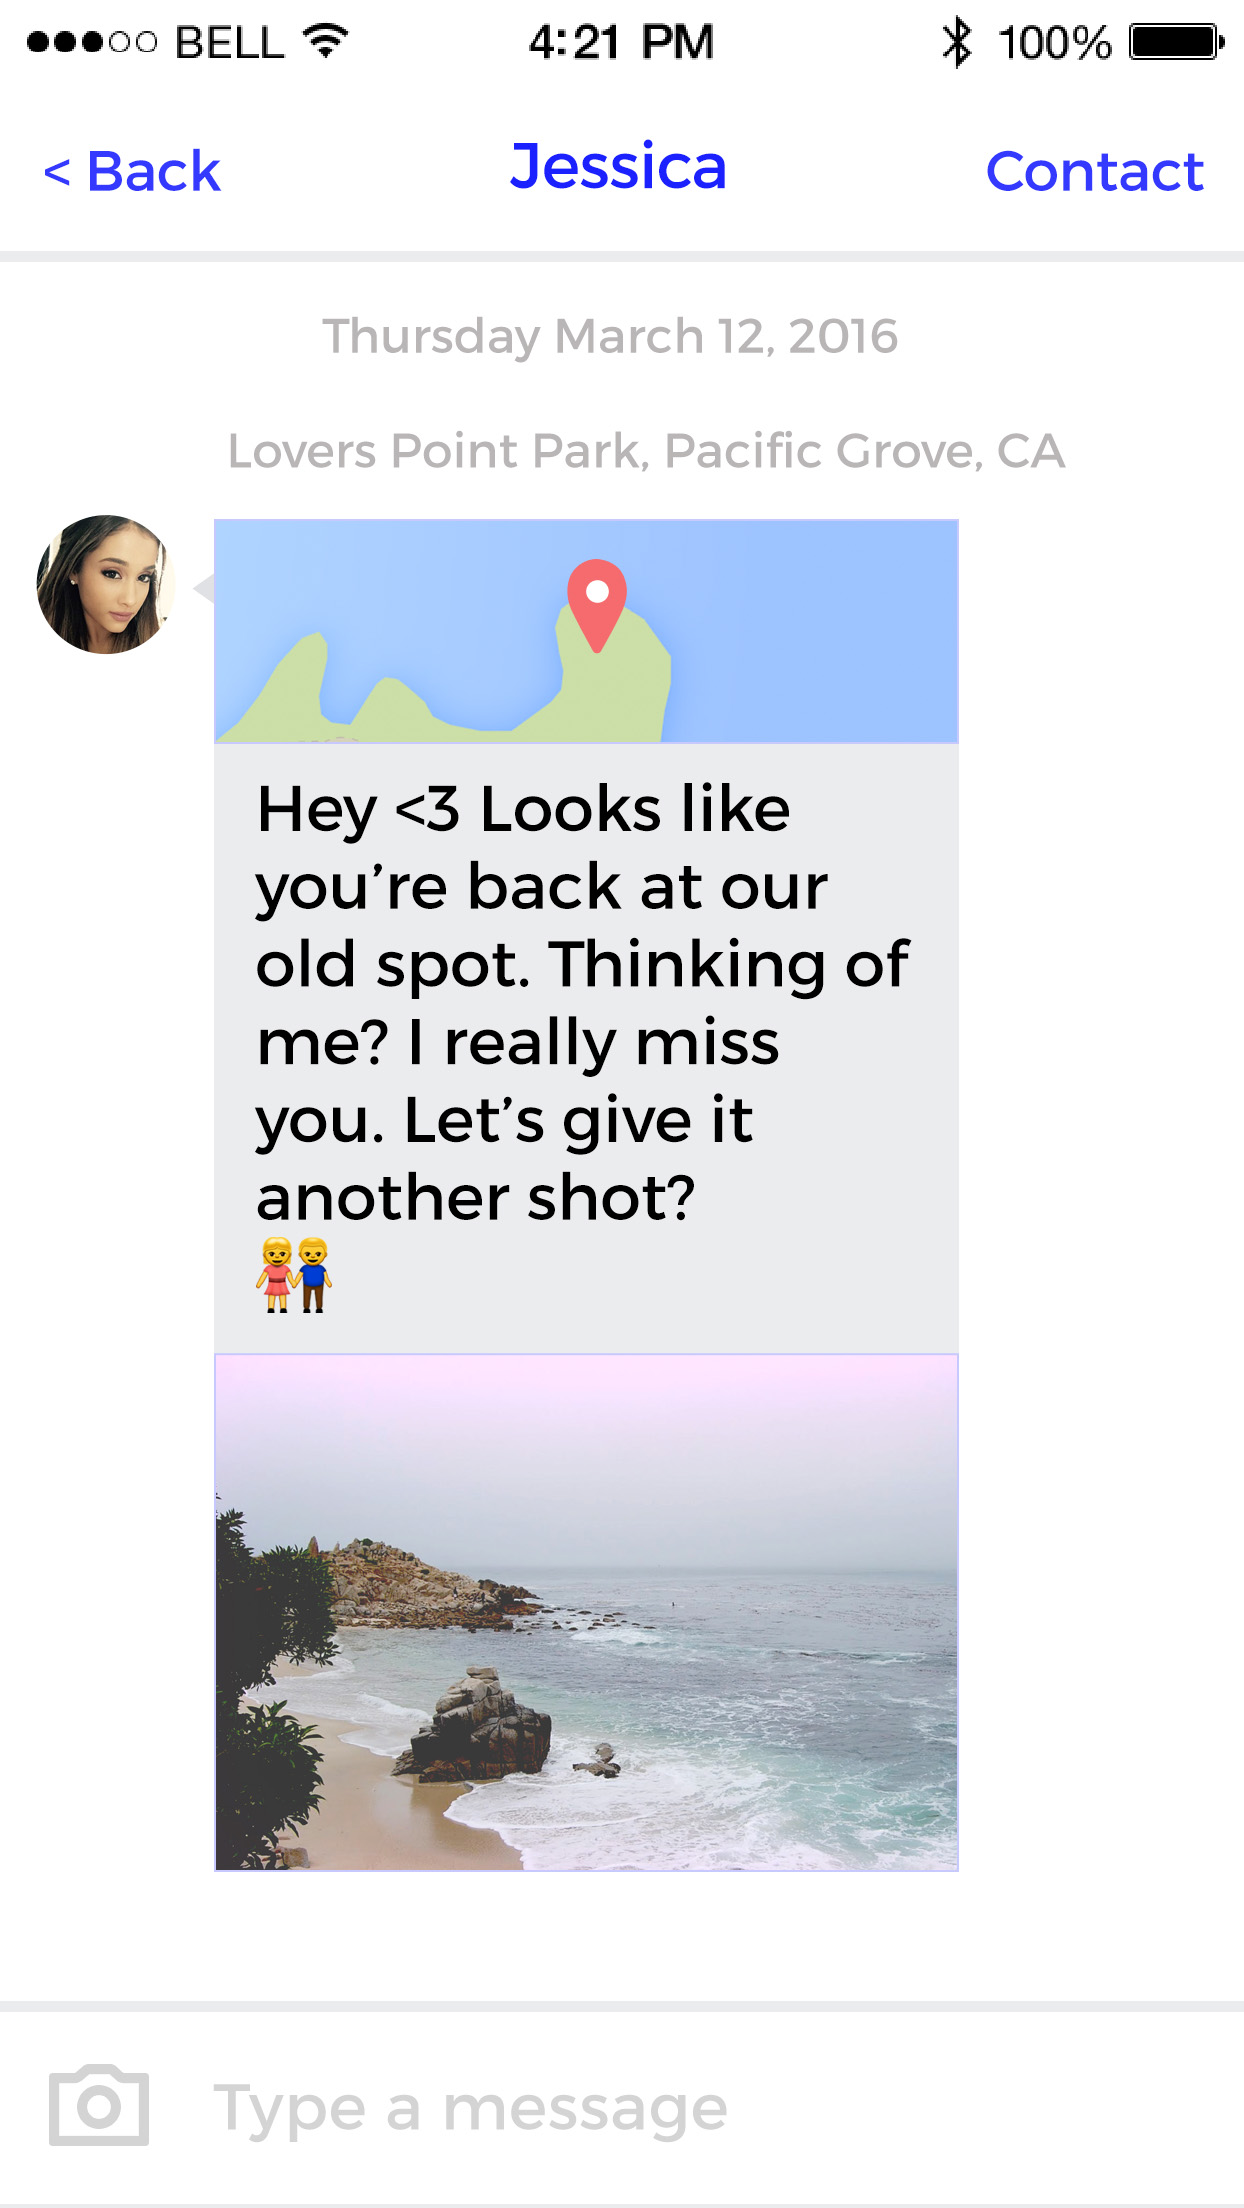 BELL 4:21 PM 100%
< Back Jessica Contact
Thursday March 12, 2016
Lovers Point Park, Pacific Grove, CA
Hey <3 Looks like
you’re back at our
old spot. Thinking of
me? I really miss
you. Let’s give it
another shot?
👫
Type a message